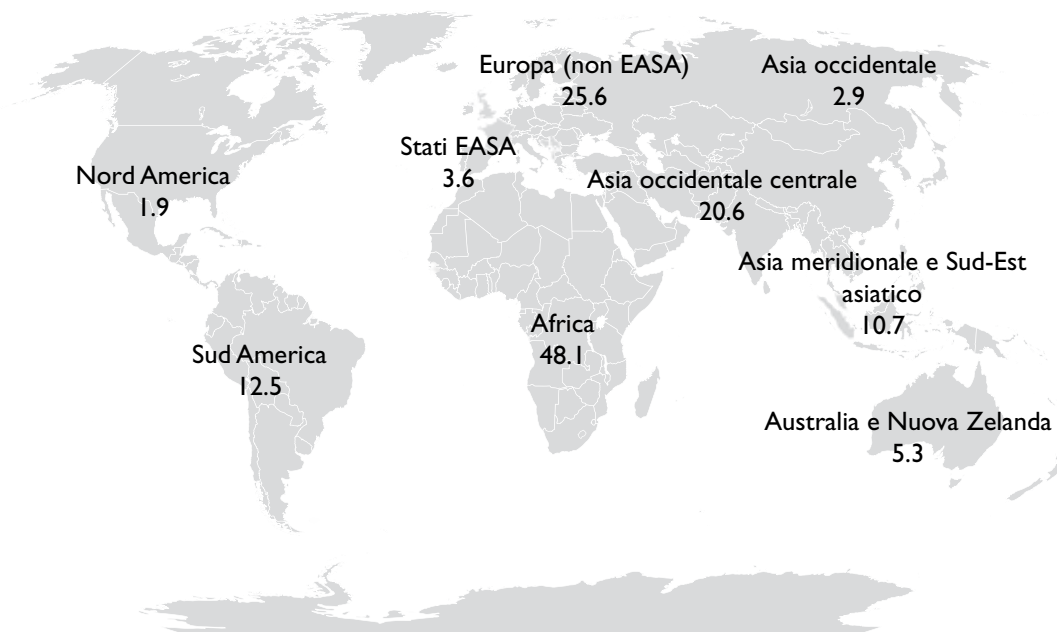 Europa (non EASA)
25.6
Asia occidentale
2.9
Stati EASA
3.6
Nord America
1.9
Asia occidentale centrale
20.6
Asia meridionale e Sud-Est
asiatico
10.7
Africa
48.1
Sud America
12.5
Australia e Nuova Zelanda
5.3